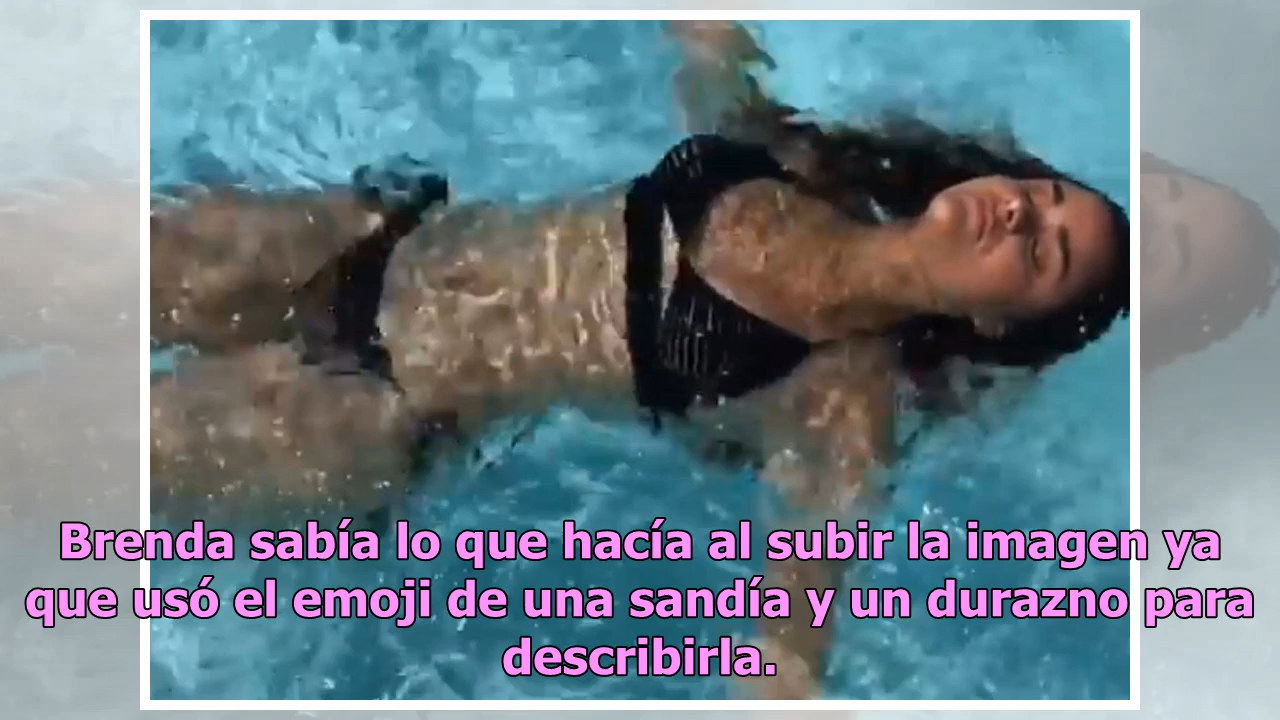 Brenda sabía lo que hacía al subir la imagen ya
que usó el emoji de una sandía y un durazno para
describirla.